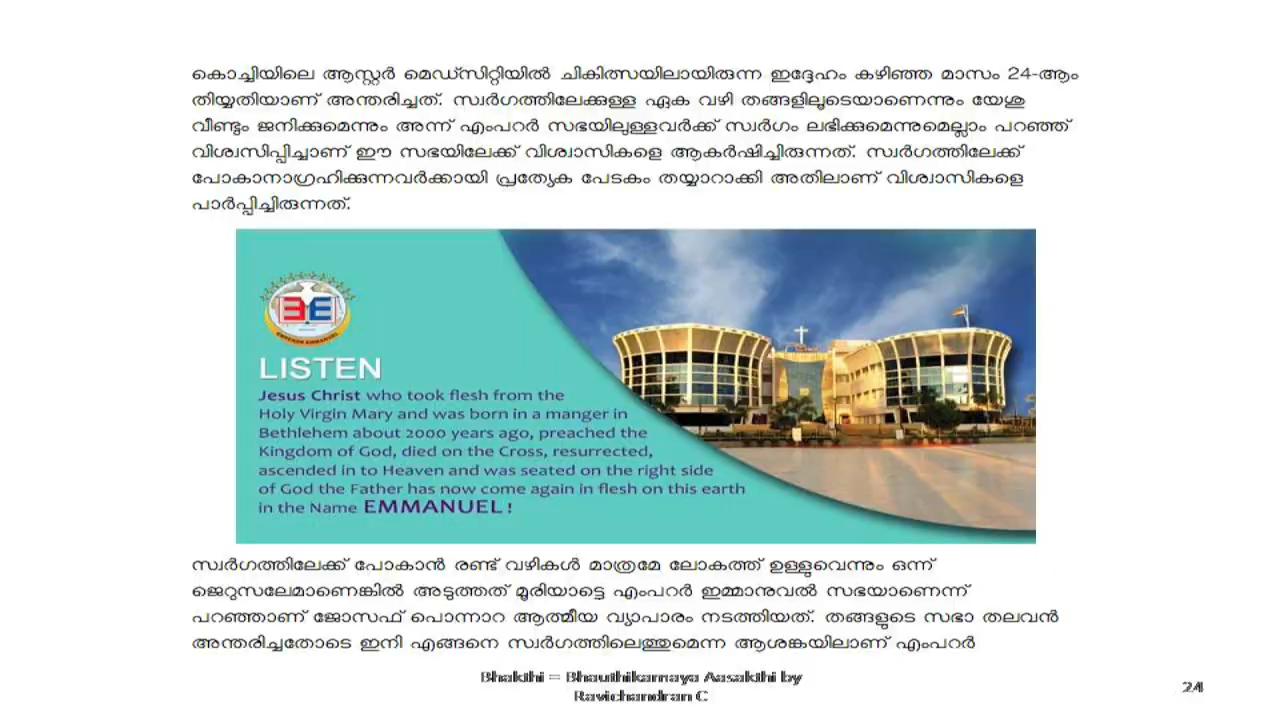 കൊച്ചിയിലെ ആസ്റ്റർ മെഡ്സിറ്റിയിൽ ചികിത്സയിലായിരുന്ന ഇദ്ദേഹം കഴിഞ്ഞ മാസം 24-ആം
തിയ്യതിയാണ് അന്തരിച്ചത്. സ്വർഗത്തിലേക്കുള്ള ഏക വഴി തങ്ങളിലൂടെയാണെന്നും യേശു
വീണ്ടും ജനിക്കുമെന്നും അന്ന് എംപറർ സഭയിലുള്ളവർക്ക് സ്വർഗം ലഭിക്കുമെന്നുമെല്ലാം പറഞ്ഞ്
വിശ്വസിപ്പിച്ചാണ് ഈ സഭയിലേക്ക് വിശ്വാസികളെ ആകർഷിച്ചിരുന്നത്. സ്വർഗത്തിലേക്ക്
പോകാനാഗ്രഹിക്കുന്നവർക്കായി പ്രത്യേക പേടകം തയ്യാറാക്കി അതിലാണ് വിശ്വാസികളെ
പാർപ്പിച്ചിരുന്നത്.
EMPEROR EMMANUEL
LISTEN
Jesus Christ who took flesh from the
Holy Virgin Mary and was born in a manger in
Bethlehem about 2000 years ago, preached the
Kingdom of God, died on the Cross, resurrected,
ascended in to Heaven and was seated on the right side
of God the Father has now come again in flesh on this earth
in the Name EMMANUEL !
സ്വർഗത്തിലേക്ക് പോകാൻ രണ്ട് വഴികൾ മാത്രമേ ലോകത്ത് ഉള്ളുവെന്നും ഒന്ന്
ജെറുസലേമാണെങ്കിൽ അടുത്തത് മൂരിയാട്ടെ എംപറർ ഇമ്മാനുവൽ സഭയാണെന്ന്
പറഞ്ഞാണ് ജോസഫ് പൊന്നാറ ആത്മീയ വ്യാപാരം നടത്തിയത്. തങ്ങളുടെ സഭാ തലവൻ
അന്തരിച്ചതോടെ ഇനി എങ്ങനെ സ്വർഗത്തിലെത്തുമെന്ന ആശങ്കയിലാണ് എംപറർ
Bhakthi = Bhauthikamaya Aasakthi by
Ravichandran C
24